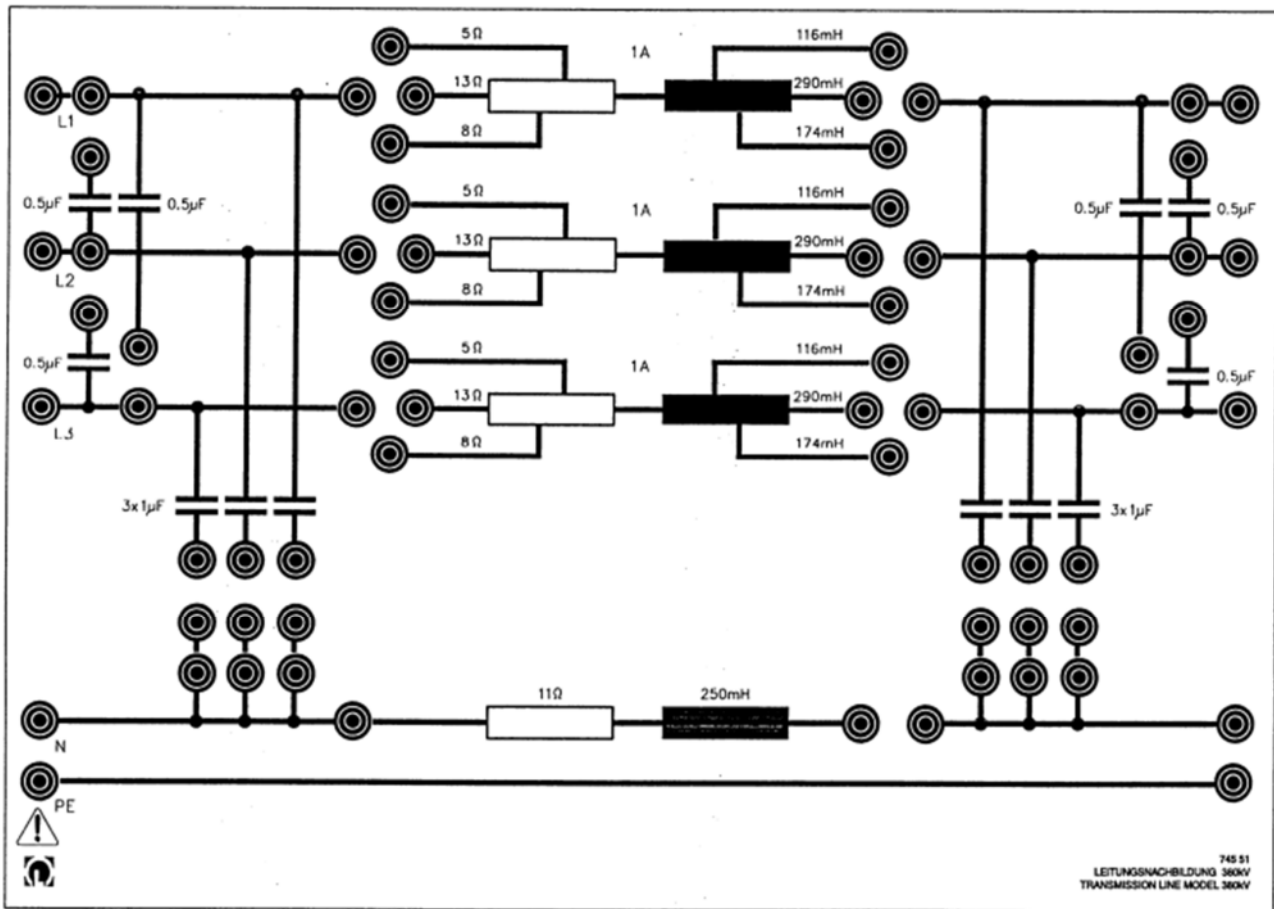 5Ω 1A 116mH
L1 13Ω 290mH
8Ω 174mH
0.5µF 0.5µF 5Ω 1A 116mH 0.5µF 0.5µF
L2 13Ω 290mH
8Ω 174mH
0.5µF 5Ω 1A 116mH 0.5µF
L3 13Ω 290mH
8Ω 174mH
3x1µF 3x1µF
11Ω 250mH
N
PE
745 51
LEITUNGSNACHBILDUNG 380kV
TRANSMISSION LINE MODEL 380kV